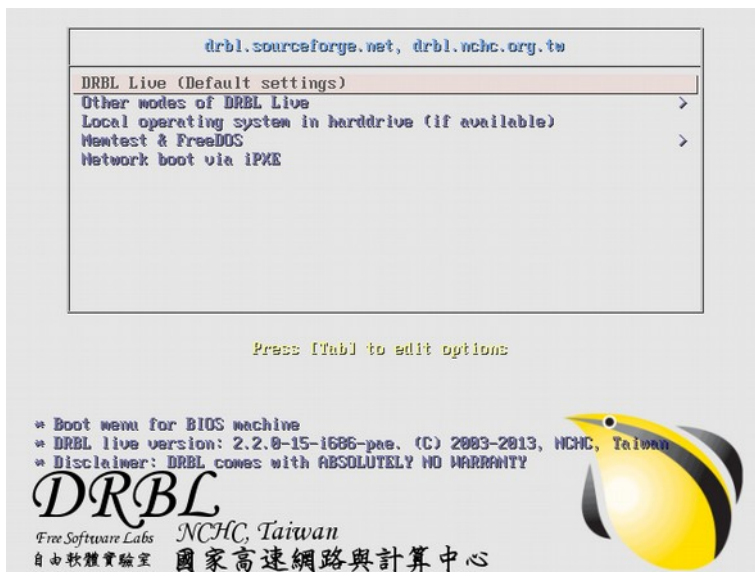 drbl.sourceforge.net, drbl.nchc.org.tw
DRBL Live (Default settings)
Other modes of DRBL Live >
Local operating system in harddrive (if available)
Memtest & FreeDOS >
Network boot via iPXE
Press [Tab] to edit options
* Boot menu for BIOS machine
* DRBL live version: 2.2.0-15-i686-pae. (C) 2003-2013, NCHC, Taiwan
* Disclaimer: DRBL comes with ABSOLUTELY NO WARRANTY
DRBL
Free Software Labs NCHC, Taiwan
自由軟體實驗室 國家高速網路與計算中心